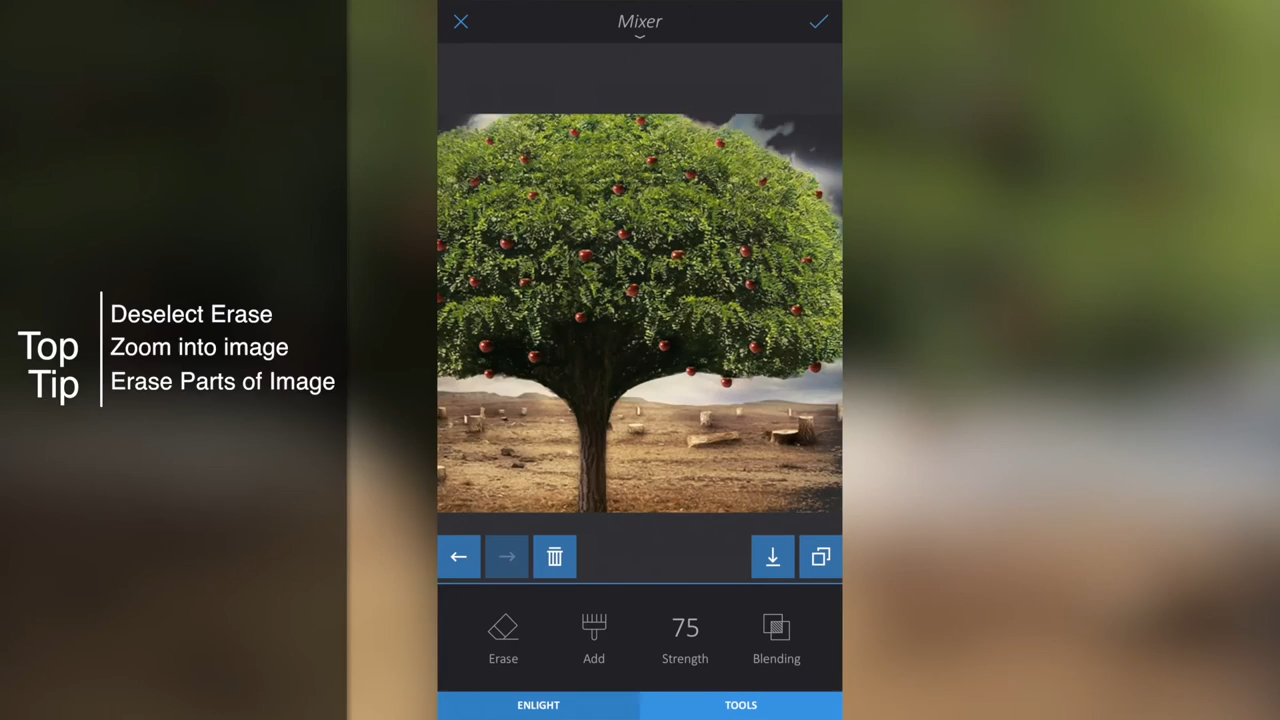 Mixer
Top
Tip
Deselect Erase
Zoom into image
Erase Parts of Image
75
Erase
Add
Strength
Blending
ENLIGHT
TOOLS